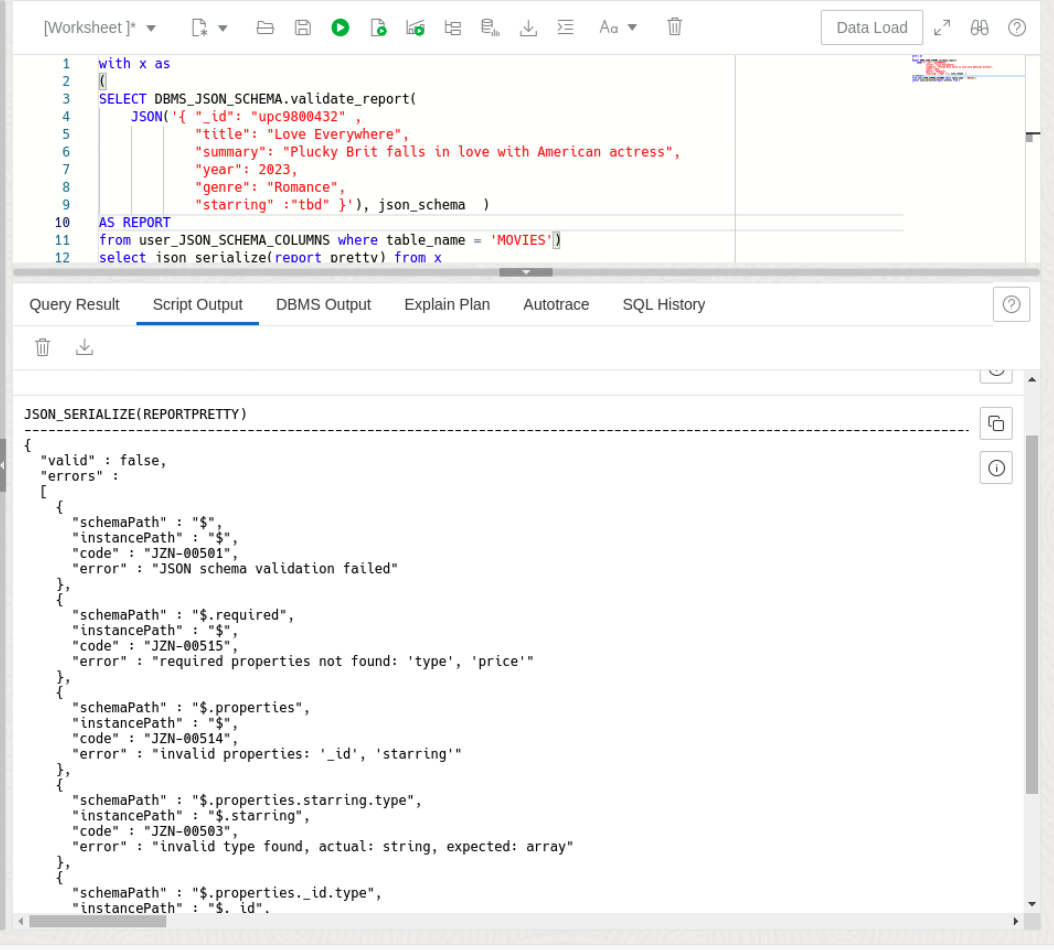 [Worksheet ]*
Aa
Data Load
1 with x as
2 (
3 SELECT DBMS_JSON_SCHEMA.validate_report(
4 JSON('{ "_id": "upc9800432" ,
5 "title": "Love Everywhere",
6 "summary": "Plucky Brit falls in love with American actress",
7 "year": 2023,
8 "genre": "Romance",
9 "starring" :"tbd" }'), json_schema )
10 AS REPORT
11 from user_JSON_SCHEMA_COLUMNS where table_name = 'MOVIES')
12 select json_serialize(report pretty) from x
Query Result Script Output DBMS Output Explain Plan Autotrace SQL History
JSON_SERIALIZE(REPORTPRETTY)
--------------------------------------------------------------------------------
{
"valid" : false,
"errors" :
[
{
"schemaPath" : "$",
"instancePath" : "$",
"code" : "JZN-00501",
"error" : "JSON schema validation failed"
},
{
"schemaPath" : "$.required",
"instancePath" : "$",
"code" : "JZN-00515",
"error" : "required properties not found: 'type', 'price'"
},
{
"schemaPath" : "$.properties",
"instancePath" : "$",
"code" : "JZN-00514",
"error" : "invalid properties: '_id', 'starring'"
},
{
"schemaPath" : "$.properties.starring.type",
"instancePath" : "$.starring",
"code" : "JZN-00503",
"error" : "invalid type found, actual: string, expected: array"
},
{
"schemaPath" : "$.properties._id.type",
"instancePath" : "$._id",